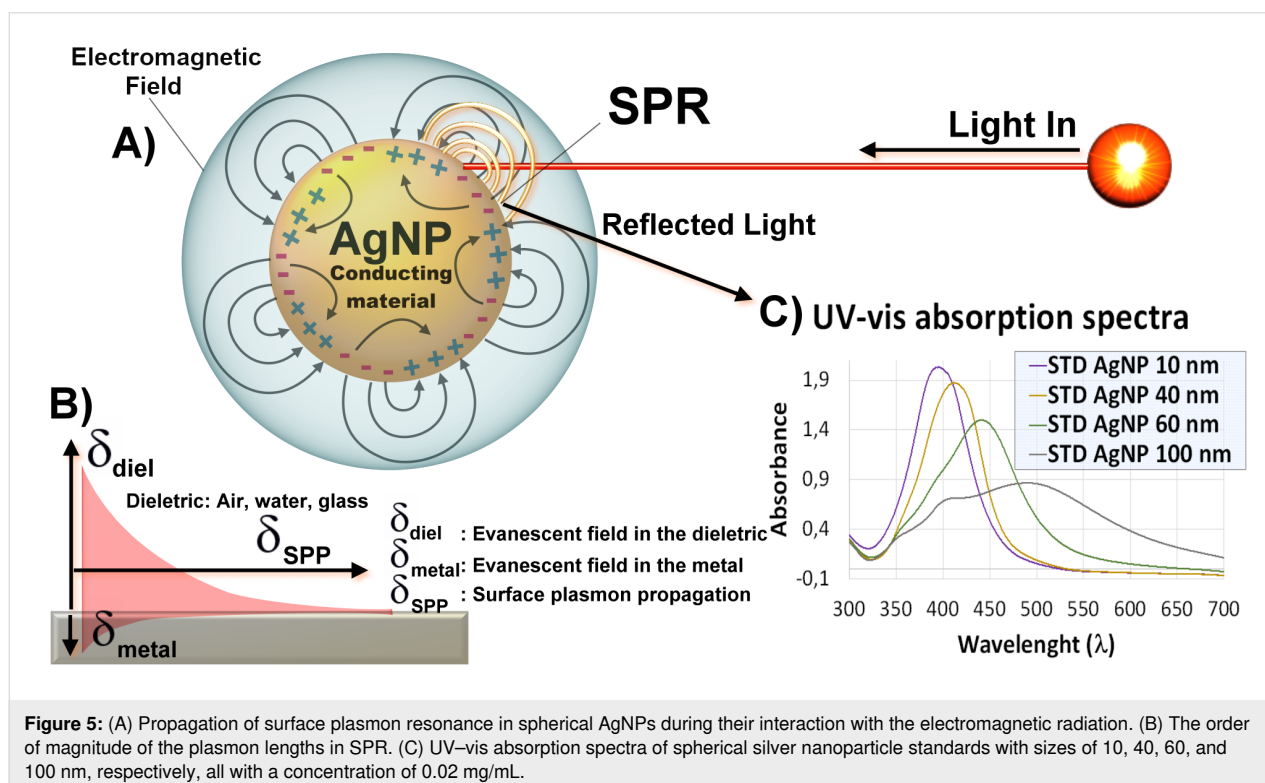 Electromagnetic
Field
A)
SPR
Light In
Reflected Light
AgNP
Conducting
material
B)
δdiel
Dieletric: Air, water, glass
δSPP
δmetal
δdiel : Evanescent field in the dielectric
δmetal: Evanescent field in the metal
δSPP : Surface plasmon propagation
C) UV-vis absorption spectra
STD AgNP 10 nm
STD AgNP 40 nm
STD AgNP 60 nm
STD AgNP 100 nm
Absorbance
1,9
1,4
0,9
0,4
-0,1
300 350 400 450 500 550 600 650 700
Wavelenght (λ)
Figure 5: (A) Propagation of surface plasmon resonance in spherical AgNPs during their interaction with the electromagnetic radiation. (B) The order
of magnitude of the plasmon lengths in SPR. (C) UV–vis absorption spectra of spherical silver nanoparticle standards with sizes of 10, 40, 60, and
100 nm, respectively, all with a concentration of 0.02 mg/mL.